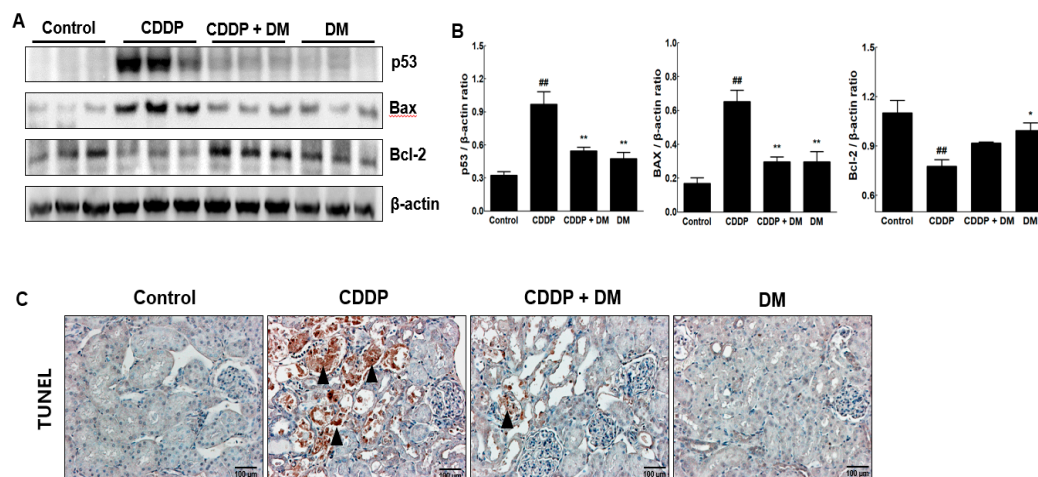 A
Control CDDP CDDP + DM DM
p53
Bax
Bcl-2
β-actin
B
p53 / β-actin ratio
1.5
1.2
0.9
0.6
0.3
0.0
##
**
**
Control CDDP CDDP + DM DM
BAX / β-actin ratio
1.0
0.8
0.6
0.4
0.2
0.0
##
**
**
Control CDDP CDDP + DM DM
Bcl-2 / β-actin ratio
1.5
1.2
0.9
0.6
##
*
Control CDDP CDDP + DM DM
C
Control CDDP CDDP + DM DM
TUNEL
100 μm 100 μm 100 μm 100 μm